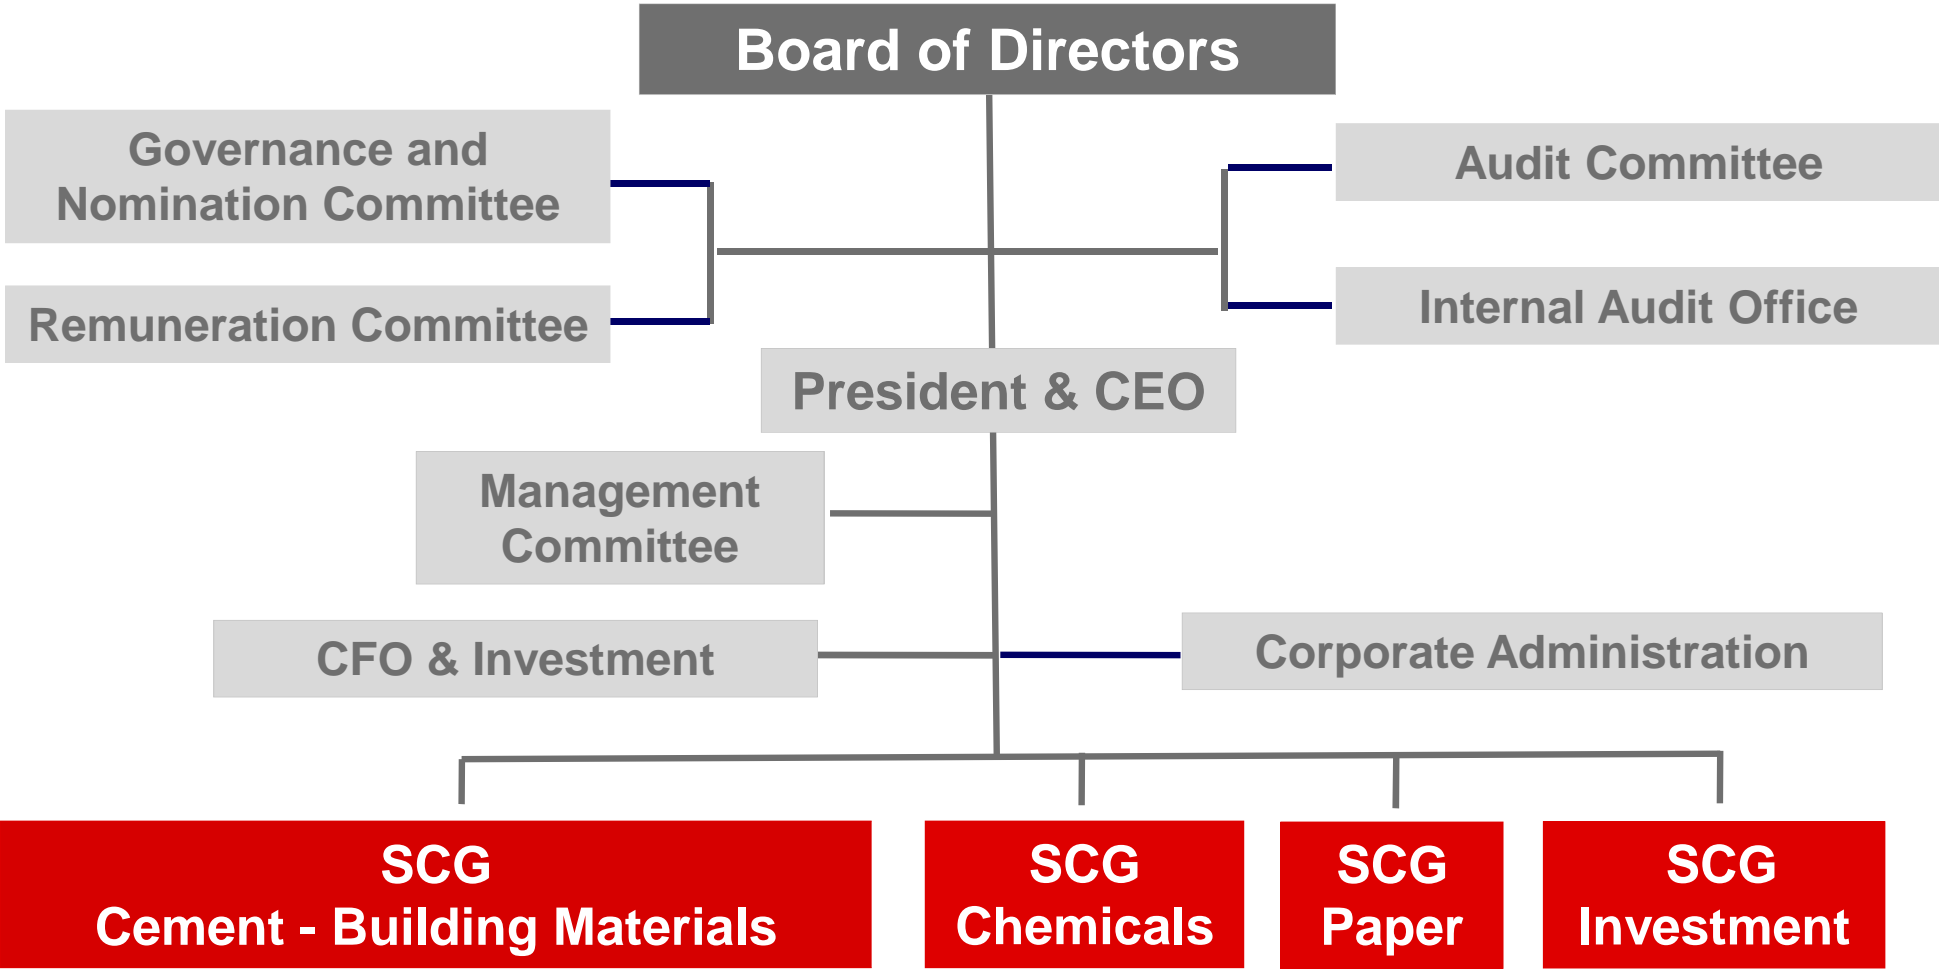 Board of Directors
Governance and
Nomination Committee
Audit Committee
Remuneration Committee
Internal Audit Office
President & CEO
Management
Committee
CFO & Investment
Corporate Administration
SCG
Cement - Building Materials
SCG
Chemicals
SCG
Paper
SCG
Investment